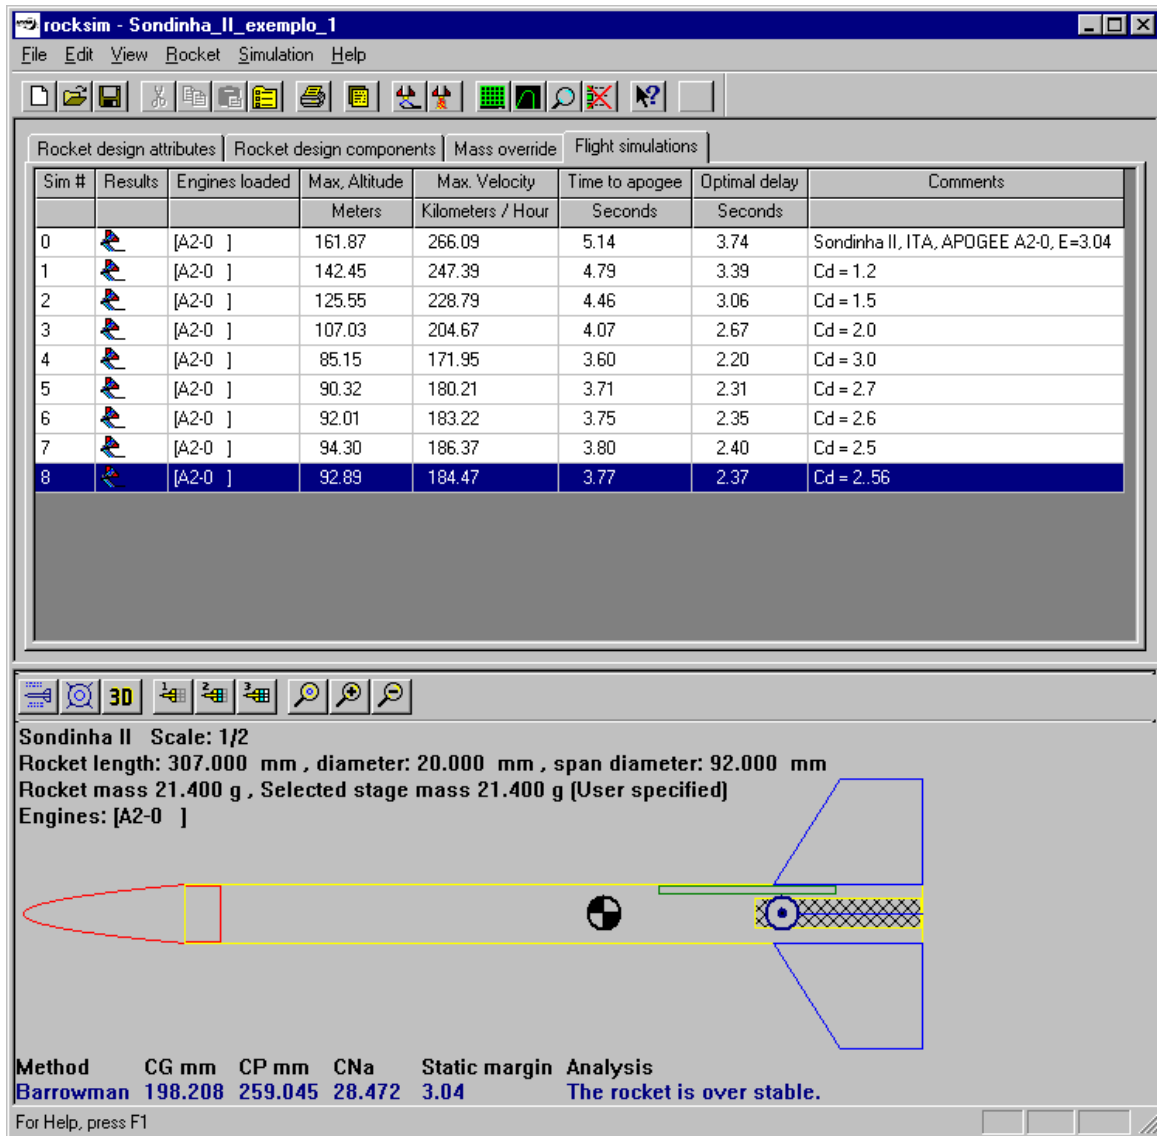 rocksim - Sondinha_II_exemplo_1
File Edit View Rocket Simulation Help
3D
Rocket design attributes Rocket design components Mass override Flight simulations
Sim # Results Engines loaded Max, Altitude Max. Velocity Time to apogee Optimal delay Comments
Meters Kilometers / Hour Seconds Seconds
0 [A2-0 ] 161.87 266.09 5.14 3.74 Sondinha II, ITA, APOGEE A2-0, E=3.04
1 [A2-0 ] 142.45 247.39 4.79 3.39 Cd = 1.2
2 [A2-0 ] 125.55 228.79 4.46 3.06 Cd = 1.5
3 [A2-0 ] 107.03 204.67 4.07 2.67 Cd = 2.0
4 [A2-0 ] 85.15 171.95 3.60 2.20 Cd = 3.0
5 [A2-0 ] 90.32 180.21 3.71 2.31 Cd = 2.7
6 [A2-0 ] 92.01 183.22 3.75 2.35 Cd = 2.6
7 [A2-0 ] 94.30 186.37 3.80 2.40 Cd = 2.5
8 [A2-0 ] 92.89 184.47 3.77 2.37 Cd = 2..56
3D 1 2 3
Sondinha II Scale: 1/2
Rocket length: 307.000 mm , diameter: 20.000 mm , span diameter: 92.000 mm
Rocket mass 21.400 g , Selected stage mass 21.400 g (User specified)
Engines: [A2-0 ]
Method CG mm CP mm CNa Static margin Analysis
Barrowman 198.208 259.045 28.472 3.04 The rocket is over stable.
For Help, press F1